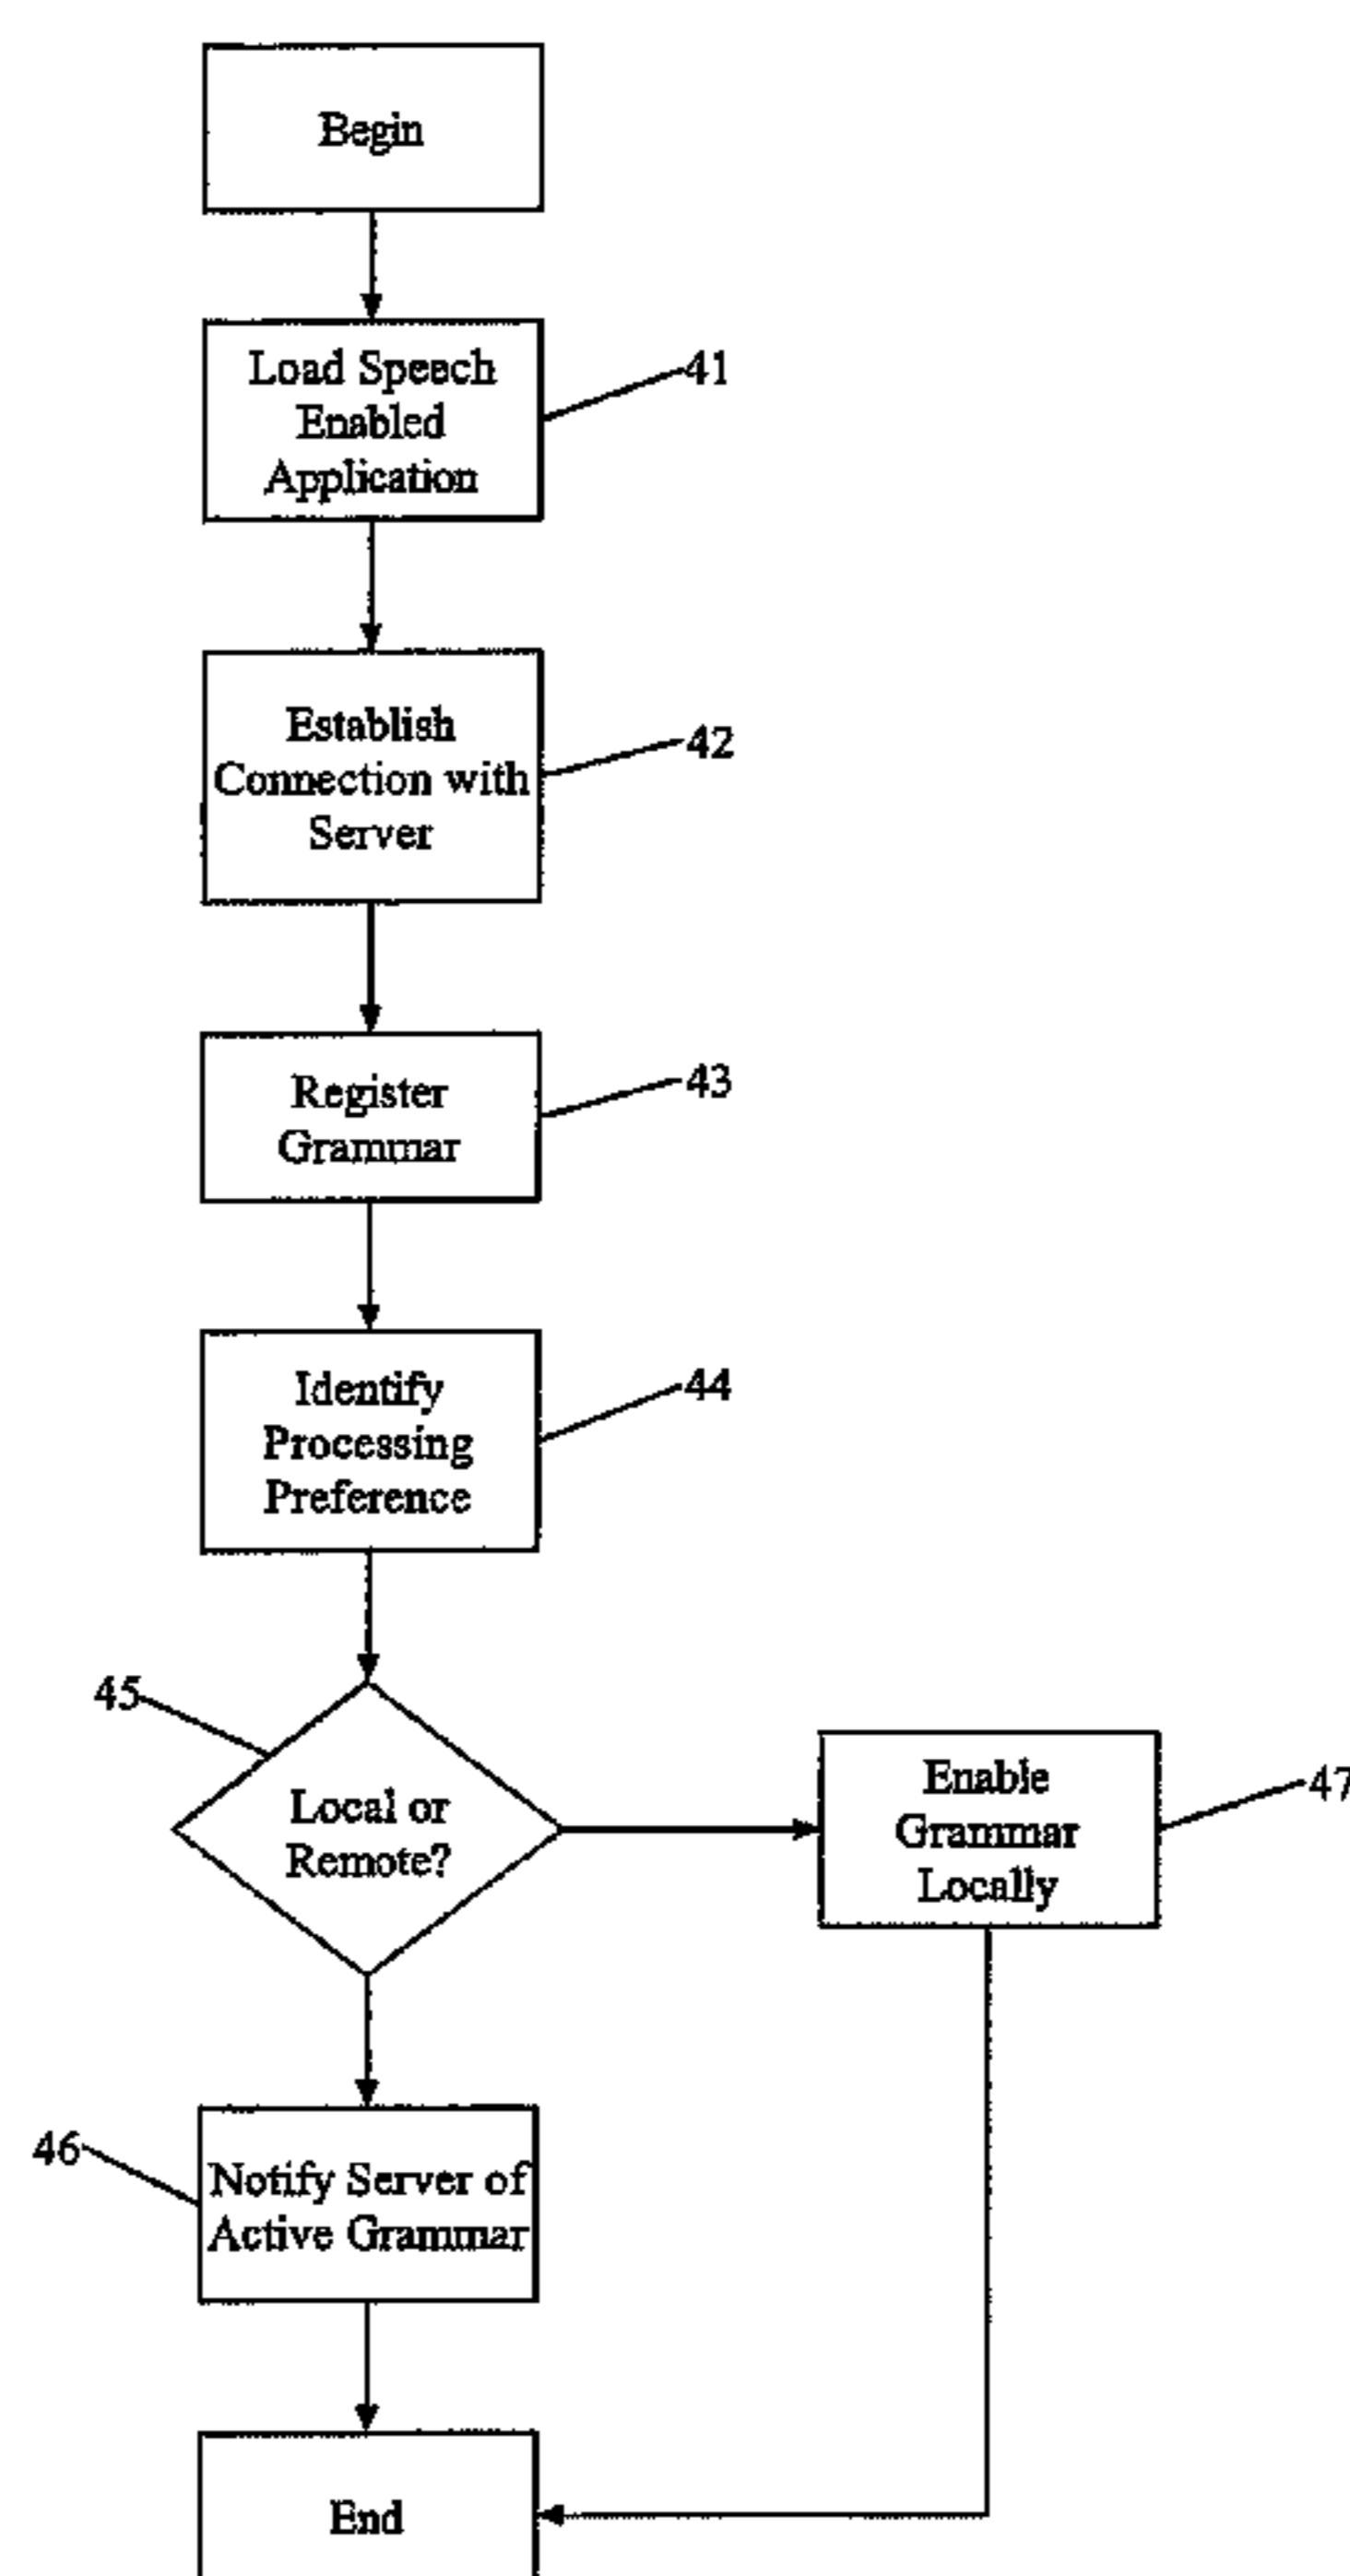 Begin
Load Speech
Enabled
Application
41
Establish
Connection with
Server
42
Register
Grammar
43
Identify
Processing
Preference
44
45
Local or
Remote?
Enable
Grammar
Locally
47
46
Notify Server of
Active Grammar
End